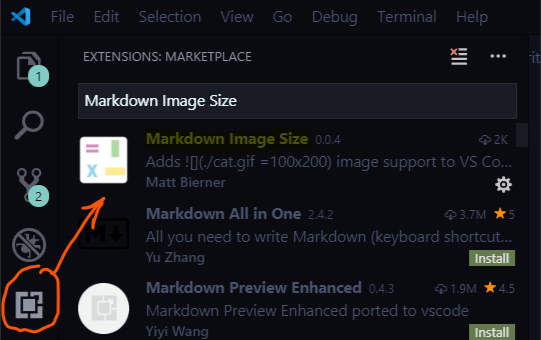 File Edit Selection View Go Debug Terminal Help
EXTENSIONS: MARKETPLACE
1
Markdown Image Size
Markdown Image Size 0.0.4 2K
Adds ![](./cat.gif =100x200) image support to VS Co...
Matt Bierner
2
Markdown All in One 2.4.2 3.7M 5
All you need to write Markdown (keyboard shortcut...
Yu Zhang Install
Markdown Preview Enhanced 0.4.3 1.9M 4.5
Markdown Preview Enhanced ported to vscode
Yiyi Wang Install